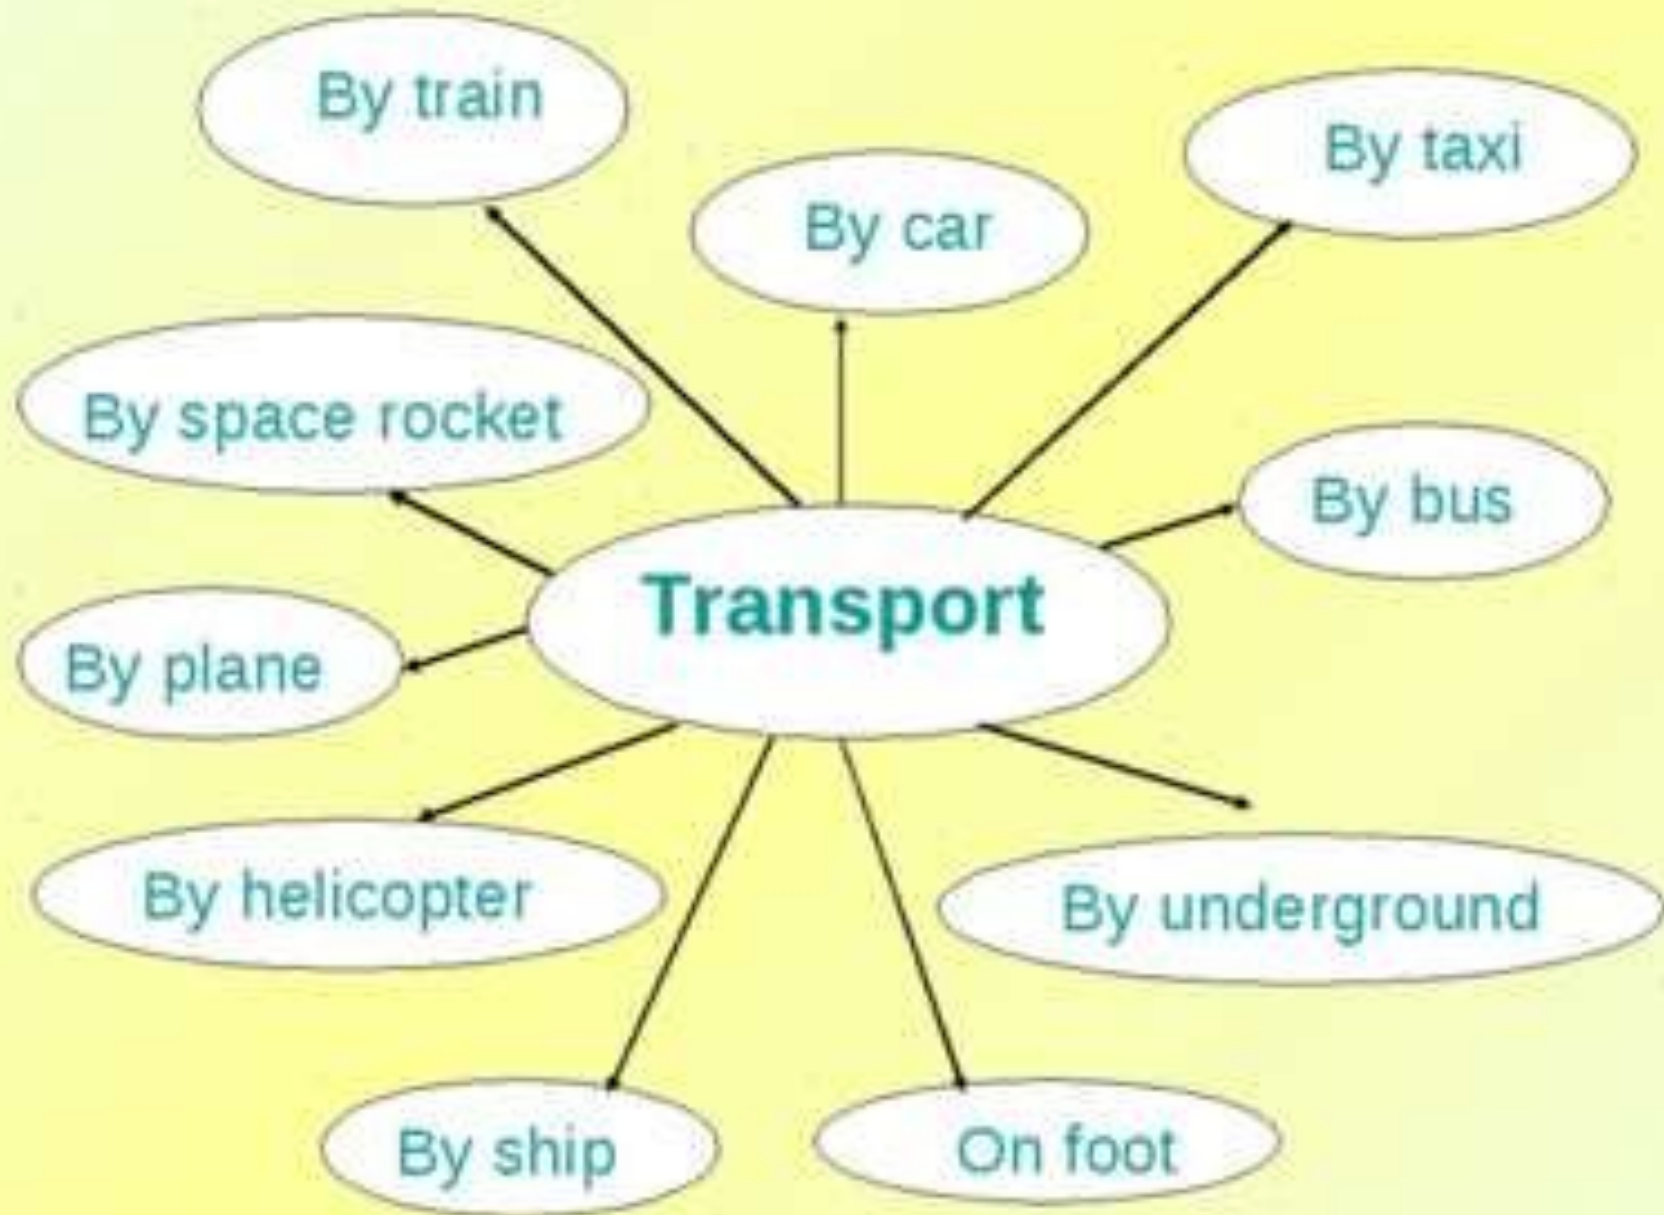 By train
By taxi
By car
By space rocket
By bus
Transport
By plane
By helicopter
By underground
By ship
On foot